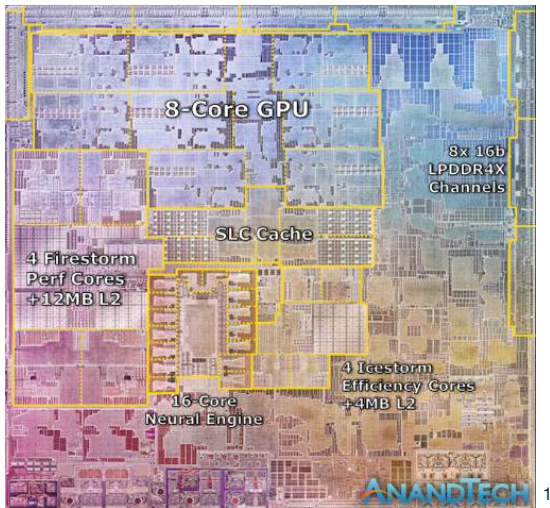 8-Core GPU
8x 16b
LPDDR4X
Channels
SLC Cache
4 Firestorm
Perf Cores
+12MB L2
4 Icestorm
Efficiency Cores
+4MB L2
16-Core
Neural Engine
ANANDTECH
1